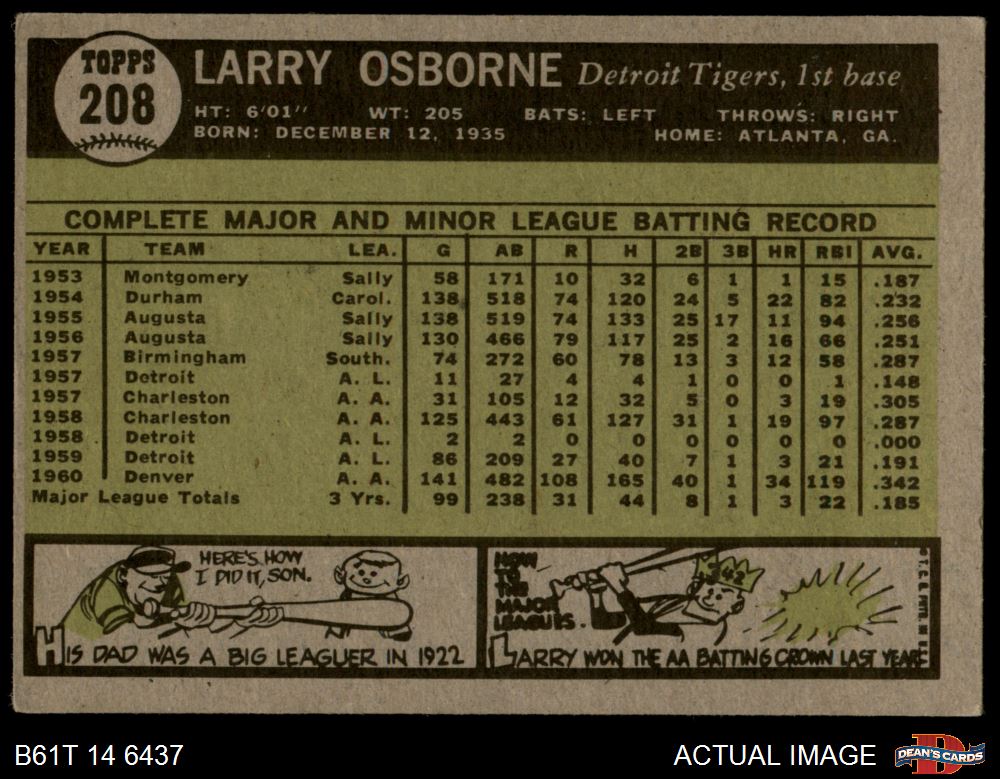 TOPPS
208
LARRY OSBORNE Detroit Tigers, 1st base
HT: 6'01'' WT: 205 BATS: LEFT THROWS: RIGHT
BORN: DECEMBER 12, 1935 HOME: ATLANTA, GA.
COMPLETE MAJOR AND MINOR LEAGUE BATTING RECORD
YEAR TEAM LEA. G AB R H 2B 3B HR RBI AVG.
1953 Montgomery Sally 58 171 10 32 6 1 1 15 .187
1954 Durham Carol. 138 518 74 120 24 5 22 82 .232
1955 Augusta Sally 138 519 74 133 25 17 11 94 .256
1956 Augusta Sally 130 466 79 117 25 2 16 66 .251
1957 Birmingham South. 74 272 60 78 13 3 12 58 .287
1957 Detroit A. L. 11 27 4 4 1 0 0 1 .148
1957 Charleston A. A. 31 105 12 32 5 0 3 19 .305
1958 Charleston A. A. 125 443 61 127 31 1 19 97 .287
1958 Detroit A. L. 2 2 0 0 0 0 0 0 .000
1959 Detroit A. L. 86 209 27 40 7 1 3 21 .191
1960 Denver A. A. 141 482 108 165 40 1 34 119 .342
Major League Totals 3 Yrs. 99 238 31 44 8 1 3 22 .185
HERE'S HOW
I DID IT, SON.
HIS DAD WAS A BIG LEAGUER IN 1922
NOW
TO
THE
MAJOR
LEAGUES.
.342
LARRY WON THE AA BATTING CROWN LAST YEAR
© T. C. G. PRTD. IN
B61T 14 6437
ACTUAL IMAGE
DEAN'S CARDS